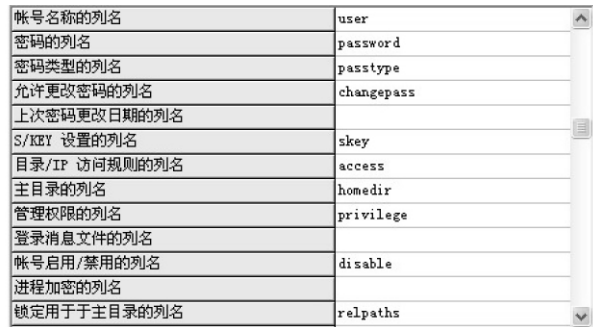 帐号名称的列名 user
密码的列名 password
密码类型的列名 passtype
允许更改密码的列名 changepass
上次密码更改日期的列名
S/KEY 设置的列名 skey
目录/IP 访问规则的列名 access
主目录的列名 homedir
管理权限的列名 privilege
登录消息文件的列名
帐号启用/禁用的列名 disable
进程加密的列名
锁定用于于主目录的列名 relpaths